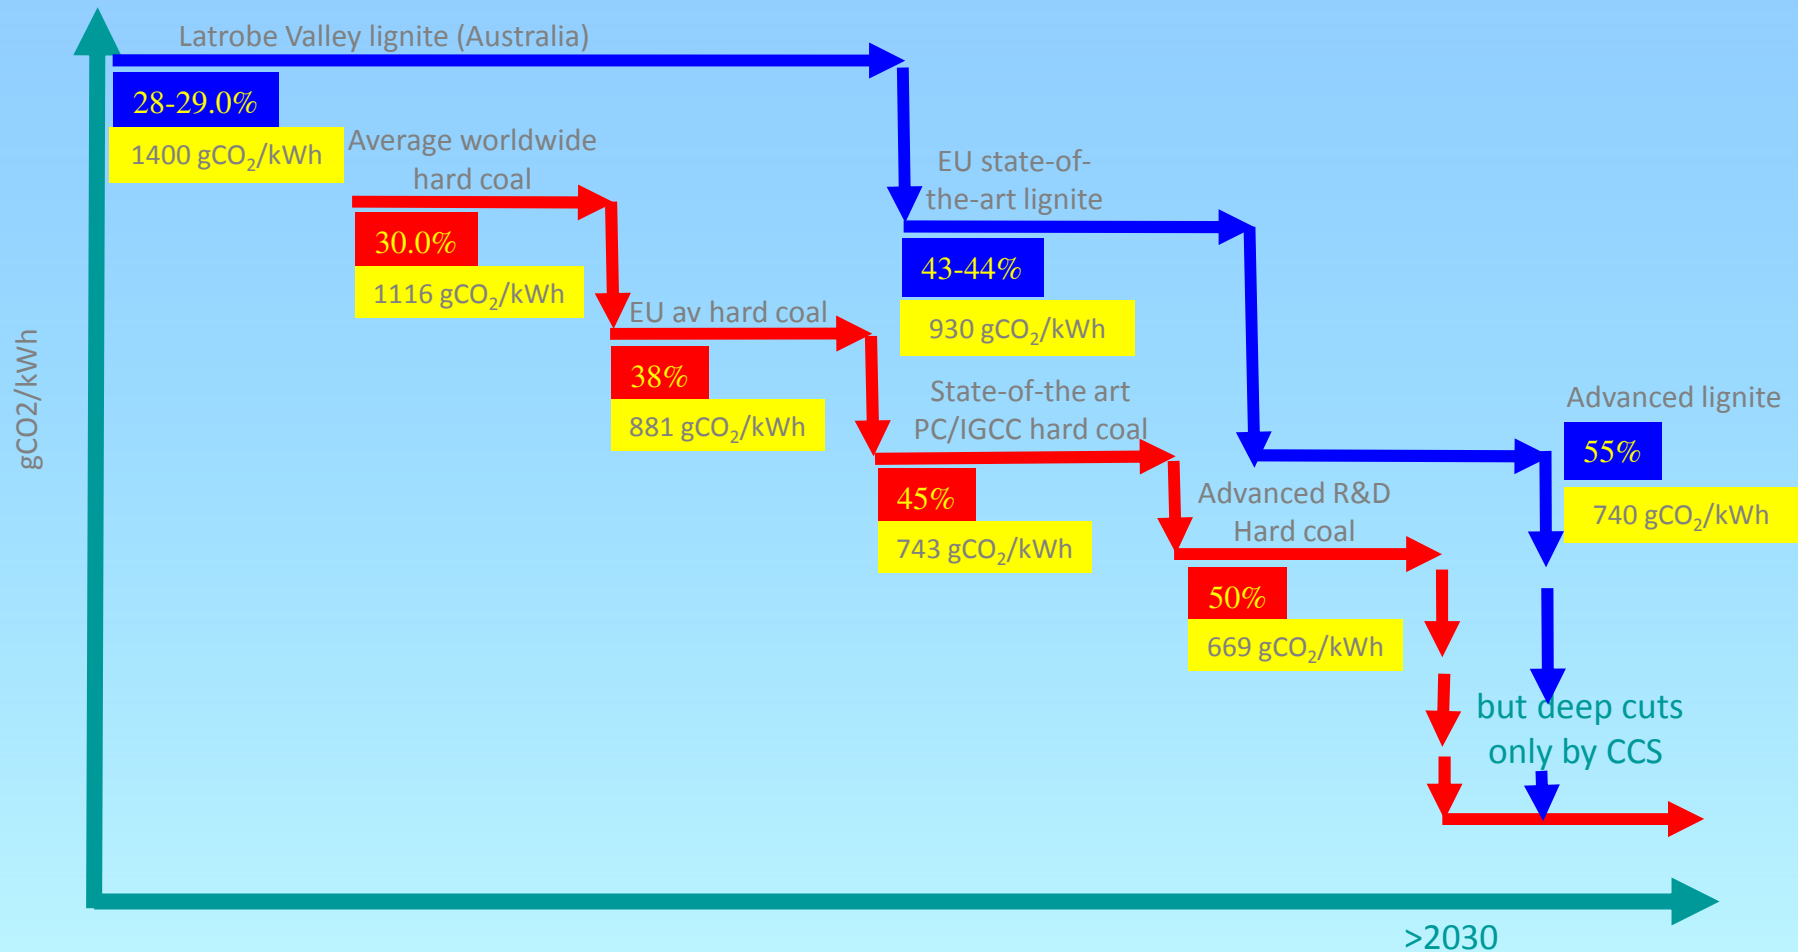 Latrobe Valley lignite (Australia)
28-29.0%
1400 gCO₂/kWh
Average worldwide
hard coal
30.0%
1116 gCO₂/kWh
EU av hard coal
38%
881 gCO₂/kWh
EU state-of-
the-art lignite
43-44%
930 gCO₂/kWh
State-of-the art
PC/IGCC hard coal
45%
743 gCO₂/kWh
Advanced R&D
Hard coal
50%
669 gCO₂/kWh
Advanced lignite
55%
740 gCO₂/kWh
but deep cuts
only by CCS
gCO2/kWh
>2030